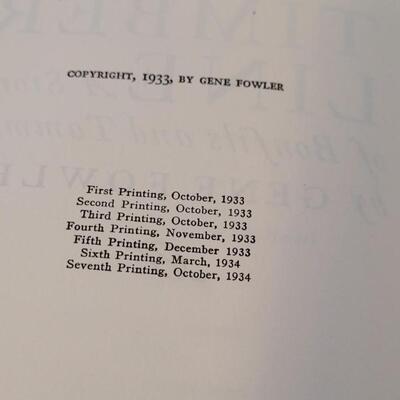 COPYRIGHT, 1933, BY GENE FOWLER
First Printing, October, 1933
Second Printing, October, 1933
Third Printing, October, 1933
Fourth Printing, November, 1933
Fifth Printing, December 1933
Sixth Printing, March, 1934
Seventh Printing, October, 1934